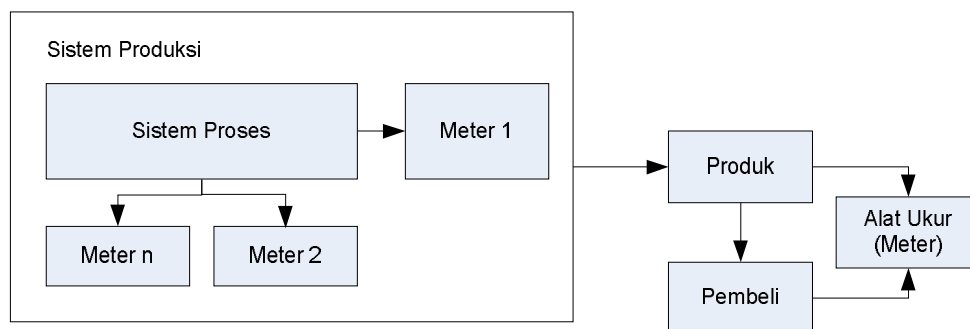 Sistem Produksi
Sistem Proses
Meter 1
Meter n
Meter 2
Produk
Alat Ukur
(Meter)
Pembeli